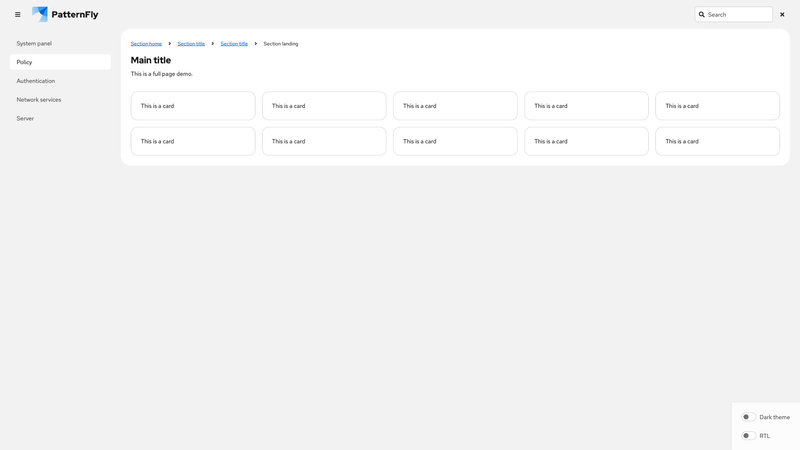 PatternFly
Search
System panel
Policy
Authentication
Network services
Server
Section home
Section title
Section title
Section landing
Main title
This is a full page demo.
This is a card
This is a card
This is a card
This is a card
This is a card
This is a card
This is a card
This is a card
This is a card
This is a card
Dark theme
RTL